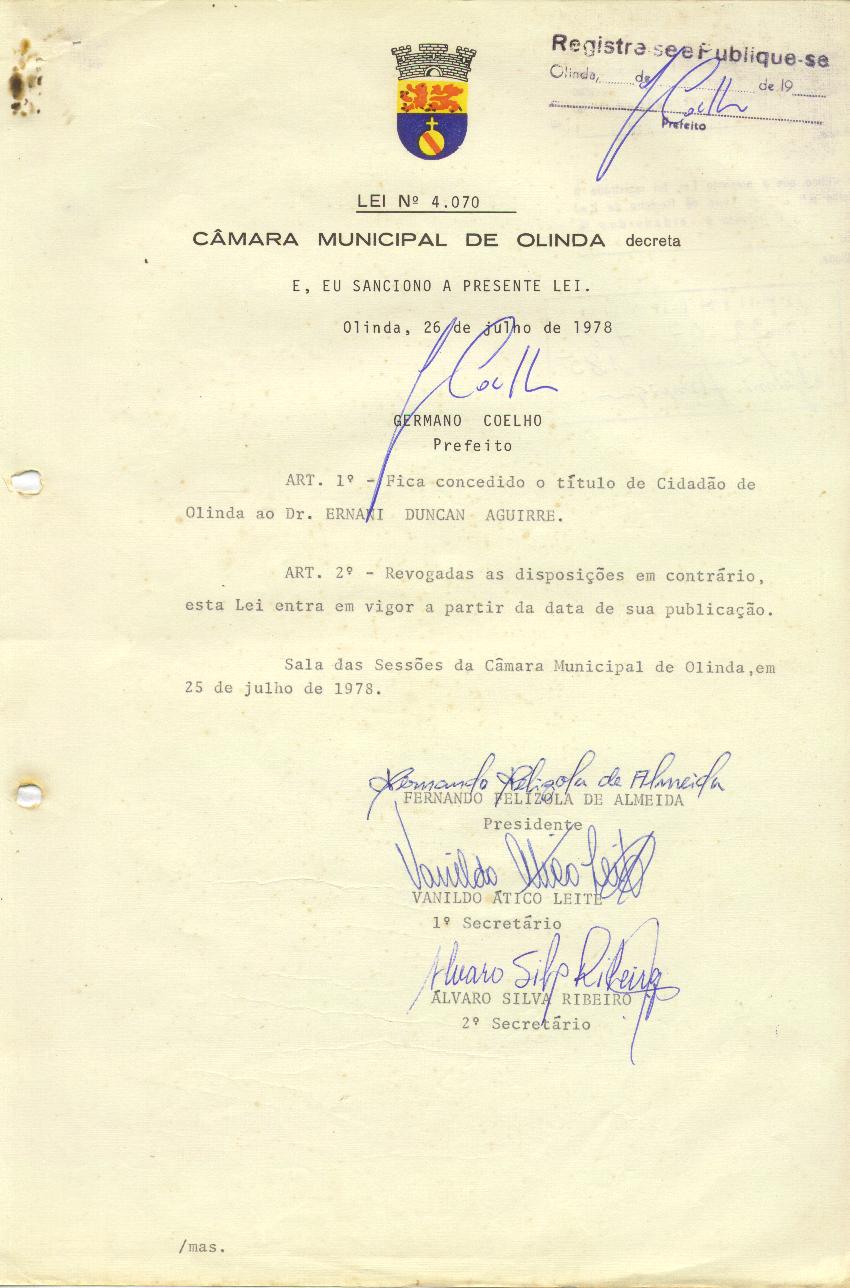 Registre-se e Publique-se
Olinda, de de 19
Prefeito
LEI Nº 4.070
CÂMARA MUNICIPAL DE OLINDA decreta
E, EU SANCIONO A PRESENTE LEI.
Olinda, 26 de julho de 1978
GERMANO COELHO
Prefeito
ART. 1º - Fica concedido o título de Cidadão de
Olinda ao Dr. ERNANI DUNCAN AGUIRRE.
ART. 2º - Revogadas as disposições em contrário,
esta Lei entra em vigor a partir da data de sua publicação.
Sala das Sessões da Câmara Municipal de Olinda,em
25 de julho de 1978.
Fernando Felizola de Almeida
FERNANDO FELIZOLA DE ALMEIDA
Presidente
Vanildo Ático Leite
VANILDO ÁTICO LEITE
1º Secretário
Alvaro Silva Ribeiro
ÁLVARO SILVA RIBEIRO
2º Secretário
/mas.